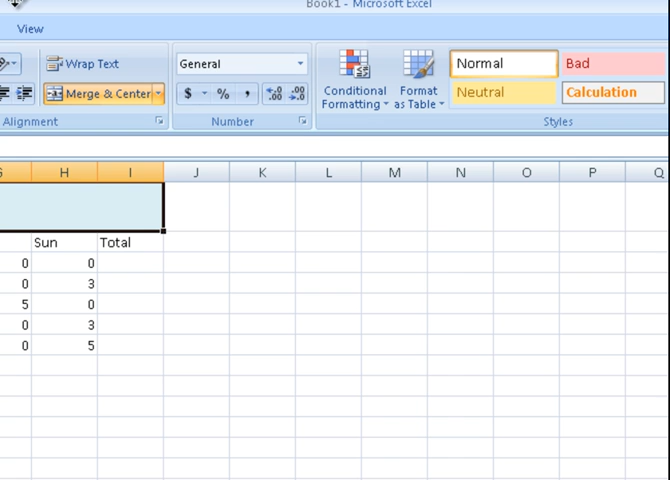 Book1 - Microsoft Excel
View
Wrap Text
General
Normal
Bad
Merge & Center
$ % ,
Conditional Formatting
Format as Table
Neutral
Calculation
Alignment
Number
Styles
H I J K L M N O P Q
Sun Total
0 0
0 3
5 0
0 3
0 5